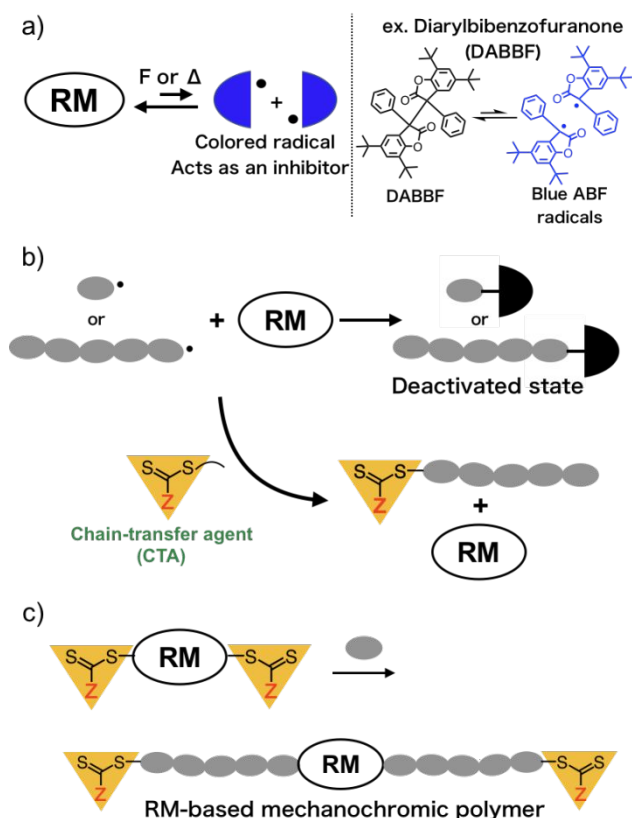 a)
RM
F or Δ
+
Colored radical
Acts as an inhibitor
ex. Diarylbibenzofuranone
(DABBF)
O
O
O
O
DABBF
O
O
O
O
Blue ABF
radicals
b)
or
+
RM
or
Deactivated state
S
S
Z
Chain-transfer agent
(CTA)
S
S
Z
+
RM
c)
S
S
Z
RM
S
S
Z
S
S
Z
RM
S
S
Z
RM-based mechanochromic polymer